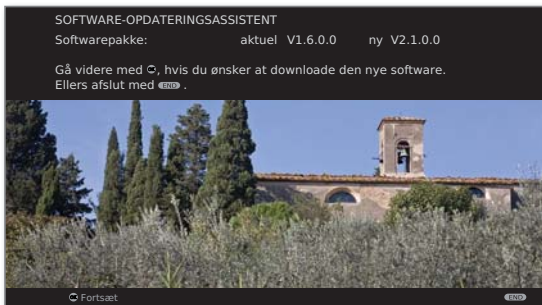 SOFTWARE-OPDATERINGSASSISTENT
Softwarepakke: aktuel V1.6.0.0 ny V2.1.0.0
Gå videre med , hvis du ønsker at downloade den nye software.
Ellers afslut med END .
Fortsæt END